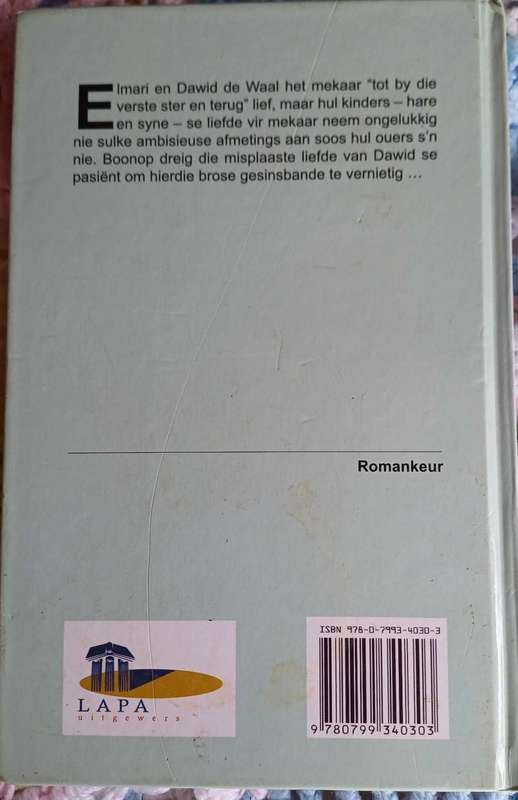 Elmari en Dawid de Waal het mekaar “tot by die
verste ster en terug” lief, maar hul kinders – hare
en syne – se liefde vir mekaar neem ongelukkig
nie sulke ambisieuse afmetings aan soos hul ouers s’n
nie. Boonop dreig die misplaaste liefde van Dawid se
pasiënt om hierdie brose gesinsbande te vernietig …
Romankeur
LAPA
uitgewers
ISBN 978-0-7993-4030-3
9 780799 340303